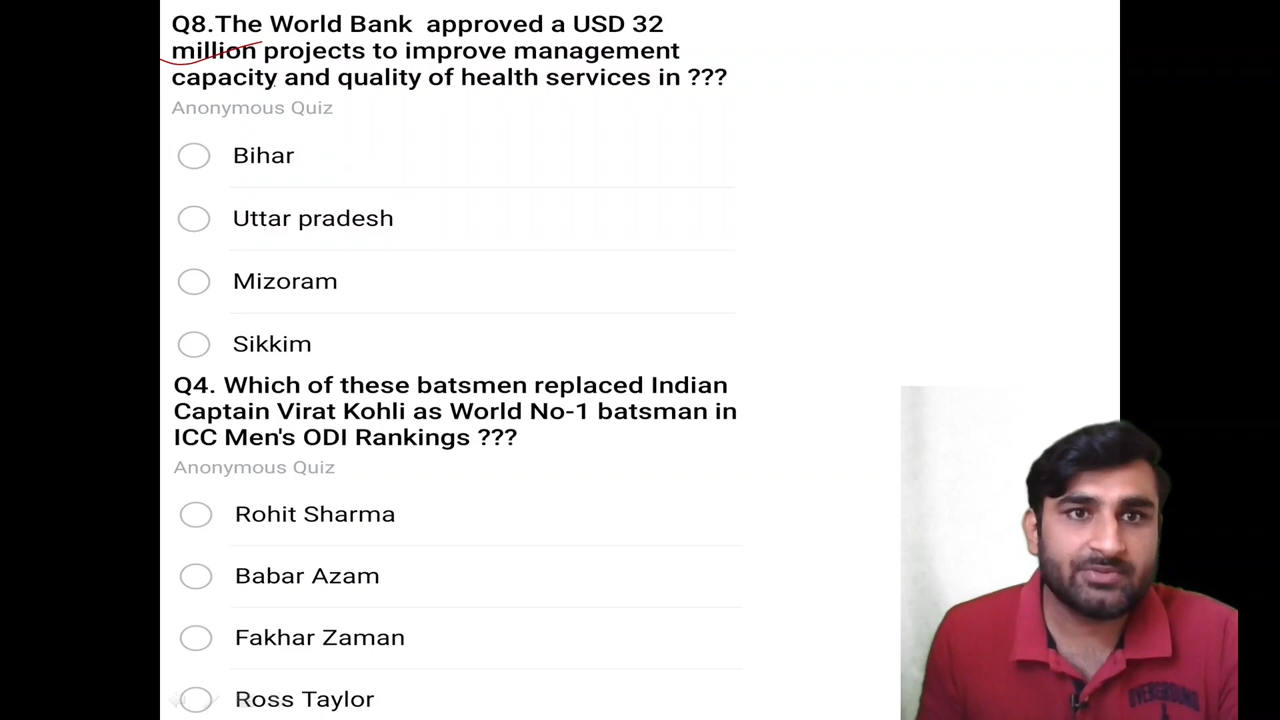 Q8.The World Bank approved a USD 32
million projects to improve management
capacity and quality of health services in ???
Anonymous Quiz
Bihar
Uttar pradesh
Mizoram
Sikkim
Q4. Which of these batsmen replaced Indian
Captain Virat Kohli as World No-1 batsman in
ICC Men's ODI Rankings ???
Anonymous Quiz
Rohit Sharma
Babar Azam
Fakhar Zaman
Ross Taylor